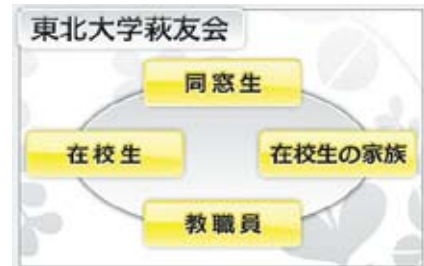 東北大学萩友会
同窓生
在校生
在校生の家族
教職員